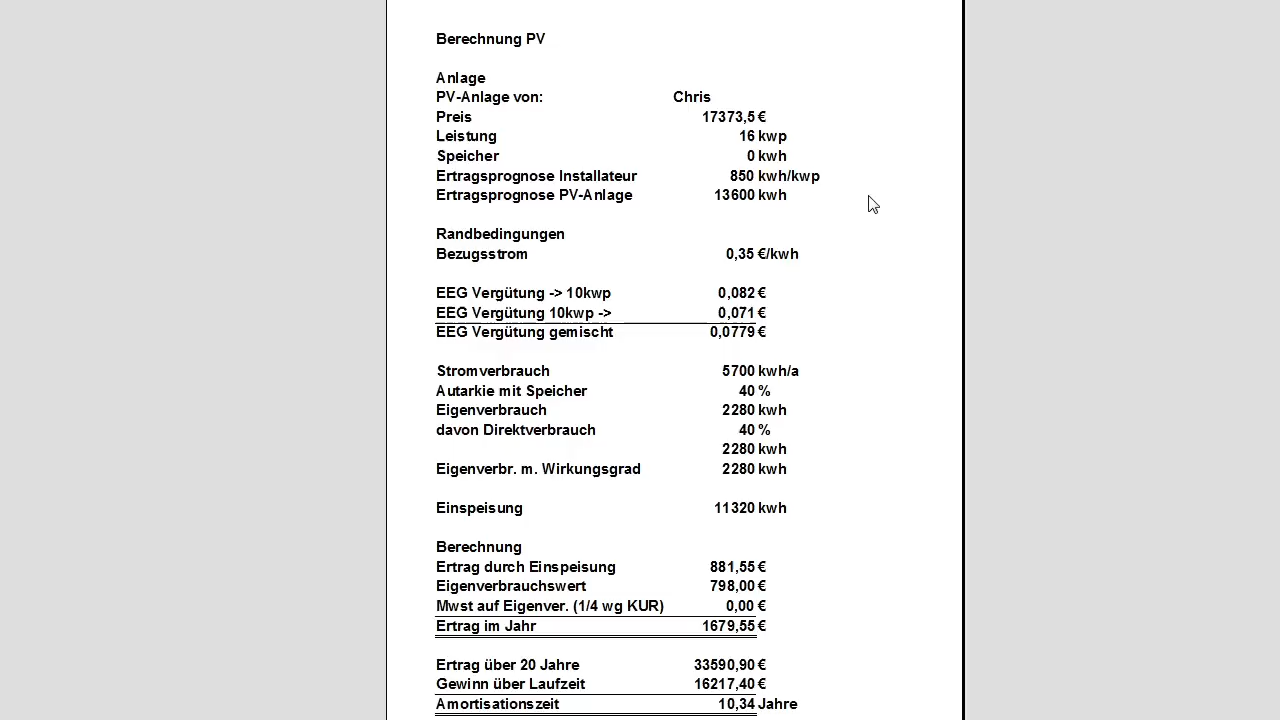 Berechnung PV
Anlage
PV-Anlage von: Chris
Preis 17373,5 €
Leistung 16 kwp
Speicher 0 kwh
Ertragsprognose Installateur 850 kwh/kwp
Ertragsprognose PV-Anlage 13600 kwh
Randbedingungen
Bezugsstrom 0,35 €/kwh
EEG Vergütung -> 10kwp 0,082 €
EEG Vergütung 10kwp -> 0,071 €
EEG Vergütung gemischt 0,0779 €
Stromverbrauch 5700 kwh/a
Autarkie mit Speicher 40 %
Eigenverbrauch 2280 kwh
davon Direktverbrauch 40 %
2280 kwh
Eigenverbr. m. Wirkungsgrad 2280 kwh
Einspeisung 11320 kwh
Berechnung
Ertrag durch Einspeisung 881,55 €
Eigenverbrauchswert 798,00 €
Mwst auf Eigenver. (1/4 wg KUR) 0,00 €
Ertrag im Jahr 1679,55 €
Ertrag über 20 Jahre 33590,90 €
Gewinn über Laufzeit 16217,40 €
Amortisationszeit 10,34 Jahre